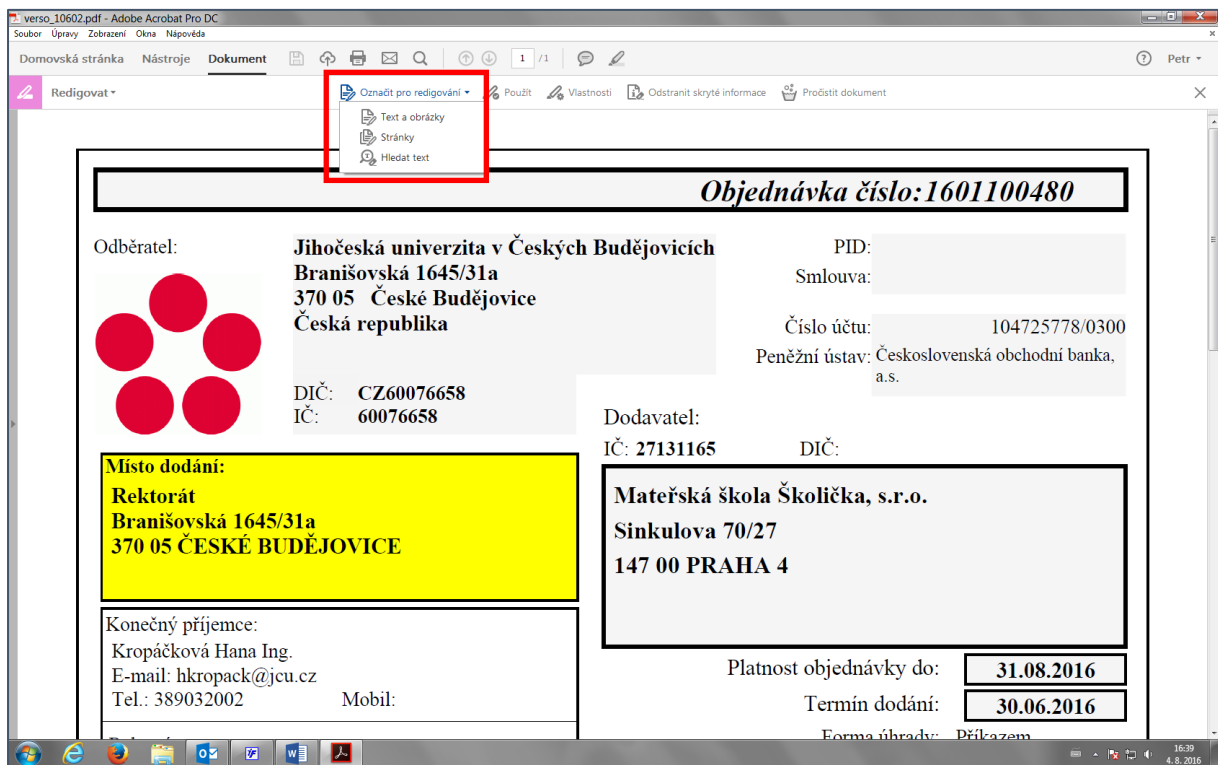 verso_10602.pdf - Adobe Acrobat Pro DC
Soubor Úpravy Zobrazení Okna Nápověda
Domovská stránka Nástroje Dokument 1 /1 Petr
Redigovat Označit pro redigování Použít Vlastnosti Odstranit skryté informace Pročistit dokument
Text a obrázky
Stránky
Hledat text
Objednávka číslo:1601100480
Odběratel:
Jihočeská univerzita v Českých Budějovicích
Branišovská 1645/31a
370 05 České Budějovice
Česká republika
DIČ: CZ60076658
IČ: 60076658
PID:
Smlouva:
Číslo účtu: 104725778/0300
Peněžní ústav: Československá obchodní banka,
a.s.
Dodavatel:
IČ: 27131165 DIČ:
Mateřská škola Školička, s.r.o.
Sinkulova 70/27
147 00 PRAHA 4
Místo dodání:
Rektorát
Branišovská 1645/31a
370 05 ČESKÉ BUDĚJOVICE
Konečný příjemce:
Kropáčková Hana Ing.
E-mail: hkropack@jcu.cz
Tel.: 389032002 Mobil:
Platnost objednávky do: 31.08.2016
Termín dodání: 30.06.2016
Forma úhrady: Příkazem
16:39
4. 8. 2016